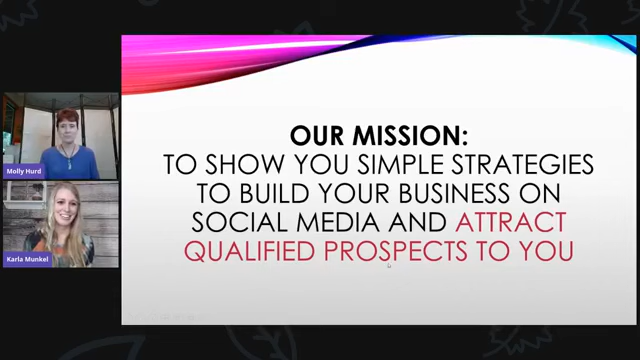 OUR MISSION:
TO SHOW YOU SIMPLE STRATEGIES
TO BUILD YOUR BUSINESS ON
SOCIAL MEDIA AND ATTRACT
QUALIFIED PROSPECTS TO YOU
Molly Hurd
Karla Munkel